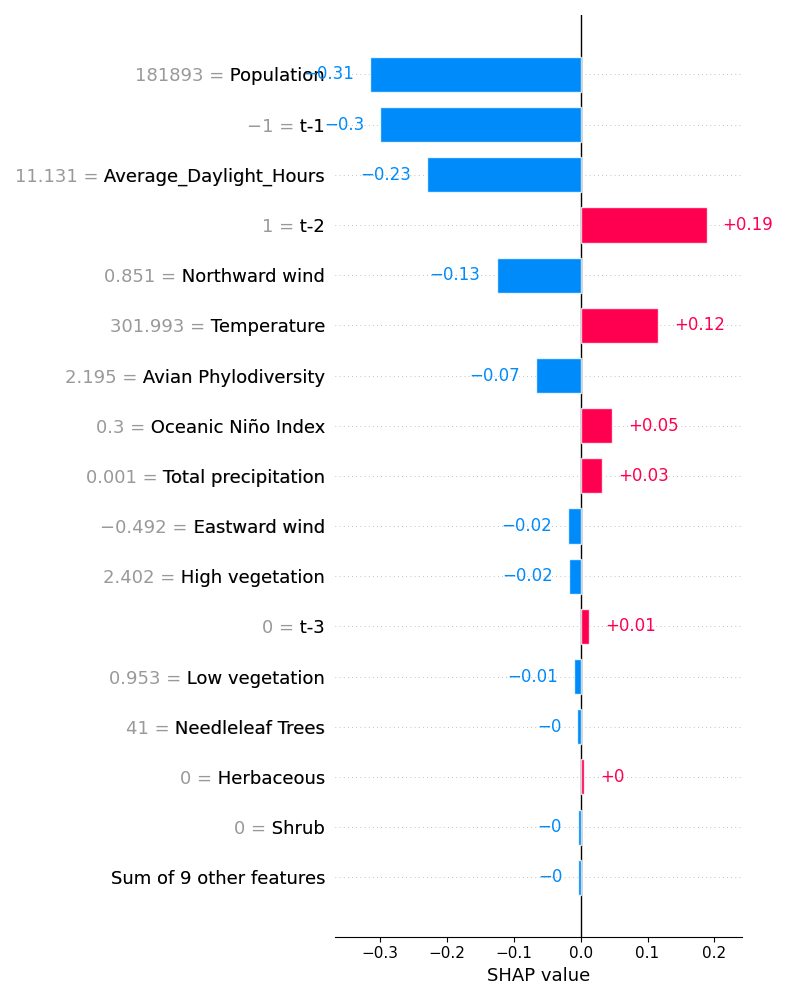 181893 = Population −0.31
−1 = t-1 −0.3
11.131 = Average_Daylight_Hours −0.23
1 = t-2 +0.19
0.851 = Northward wind −0.13
301.993 = Temperature +0.12
2.195 = Avian Phylodiversity −0.07
0.3 = Oceanic Niño Index +0.05
0.001 = Total precipitation +0.03
−0.492 = Eastward wind −0.02
2.402 = High vegetation −0.02
0 = t-3 +0.01
0.953 = Low vegetation −0.01
41 = Needleleaf Trees −0
0 = Herbaceous +0
0 = Shrub −0
Sum of 9 other features −0
−0.3 −0.2 −0.1 0.0 0.1 0.2
SHAP value